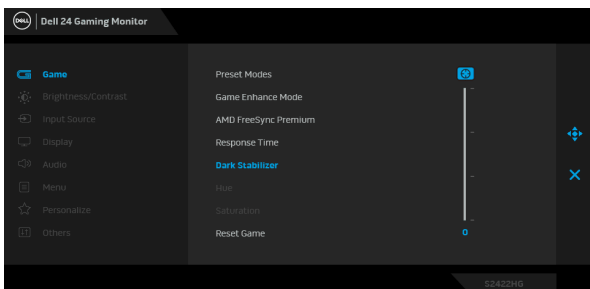 DELL Dell 24 Gaming Monitor
Game
Brightness/Contrast
Input Source
Display
Audio
Menu
Personalize
Others
Preset Modes
Game Enhance Mode
AMD FreeSync Premium
Response Time
Dark Stabilizer
Hue
Saturation
Reset Game
0
S2422HG